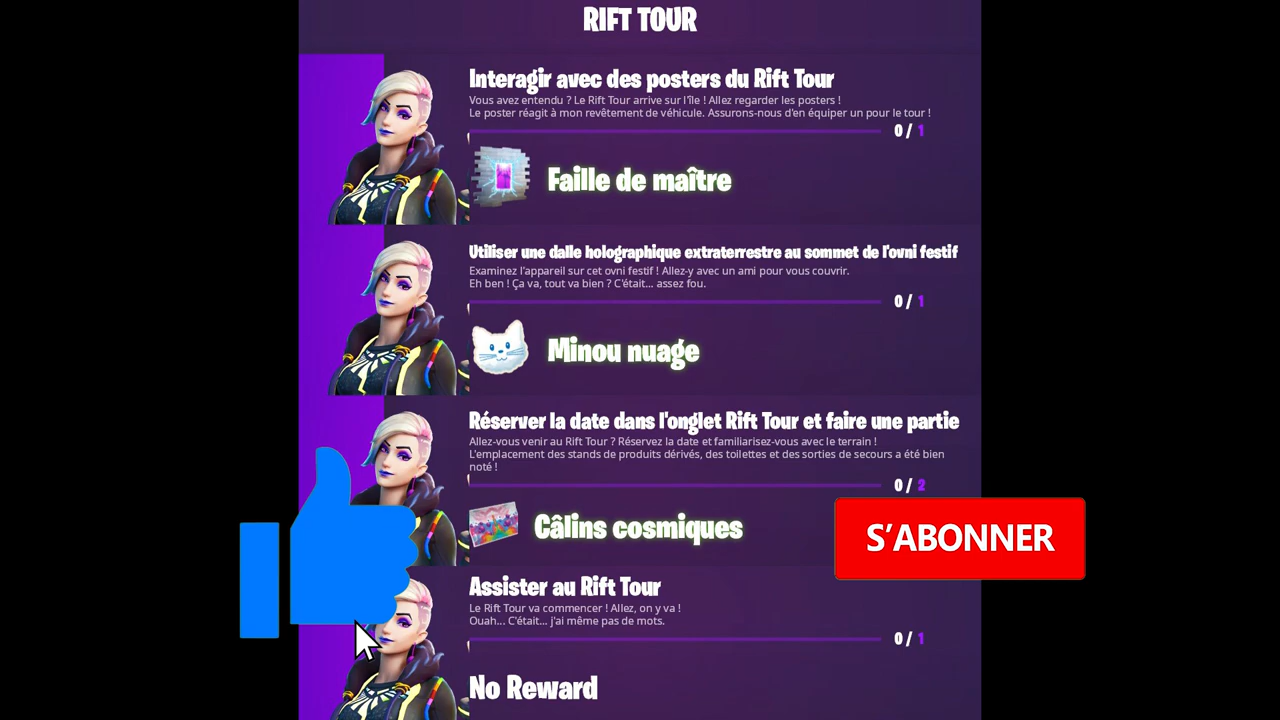 RIFT TOUR
Interagir avec des posters du Rift Tour
Vous avez entendu ? Le Rift Tour arrive sur l'île ! Allez regarder les posters !
Le poster réagit à mon revêtement de véhicule. Assurons-nous d'en équiper un pour le tour !
0 / 1
Faille de maître
Utiliser une dalle holographique extraterrestre au sommet de l'ovni festif
Examinez l'appareil sur cet ovni festif ! Allez-y avec un ami pour vous couvrir.
Eh ben ! Ça va, tout va bien ? C'était... assez fou.
0 / 1
Minou nuage
Réserver la date dans l'onglet Rift Tour et faire une partie
Allez-vous venir au Rift Tour ? Réservez la date et familiarisez-vous avec le terrain !
L'emplacement des stands de produits dérivés, des toilettes et des sorties de secours a été bien
noté !
0 / 2
Câlins cosmiques
S'ABONNER
Assister au Rift Tour
Le Rift Tour va commencer ! Allez, on y va !
Ouah... C'était... j'ai même pas de mots.
0 / 1
No Reward